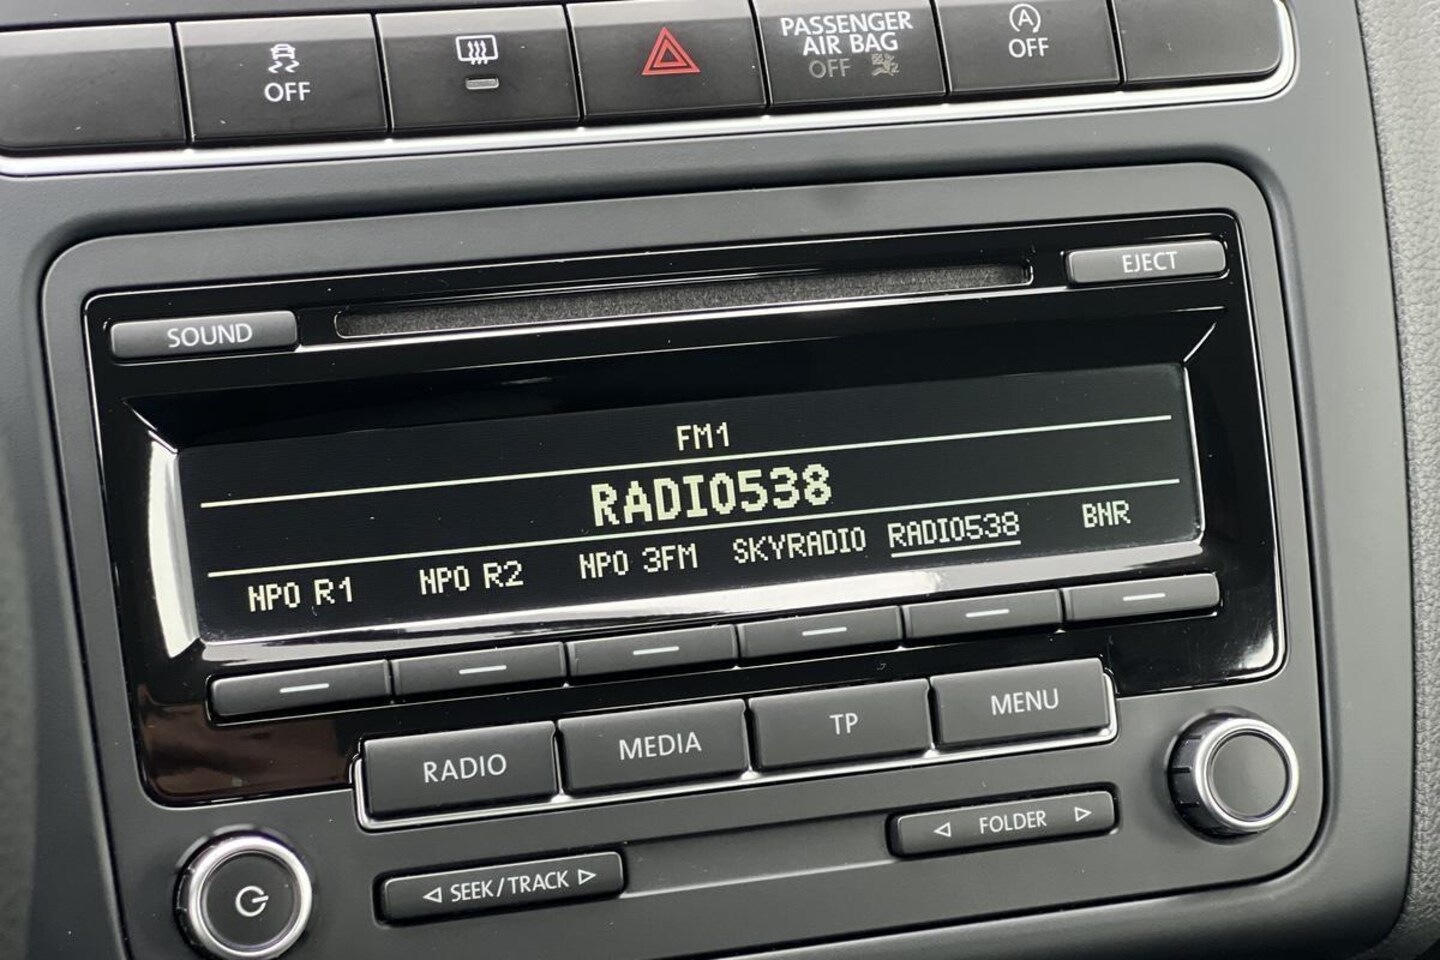 OFF
PASSENGER
AIR BAG
OFF
OFF
EJECT
SOUND
FM1
RADIO538
NPO R1 NPO R2 NPO 3FM SKYRADIO RADIO538 BNR
RADIO MEDIA TP MENU
FOLDER
SEEK/TRACK